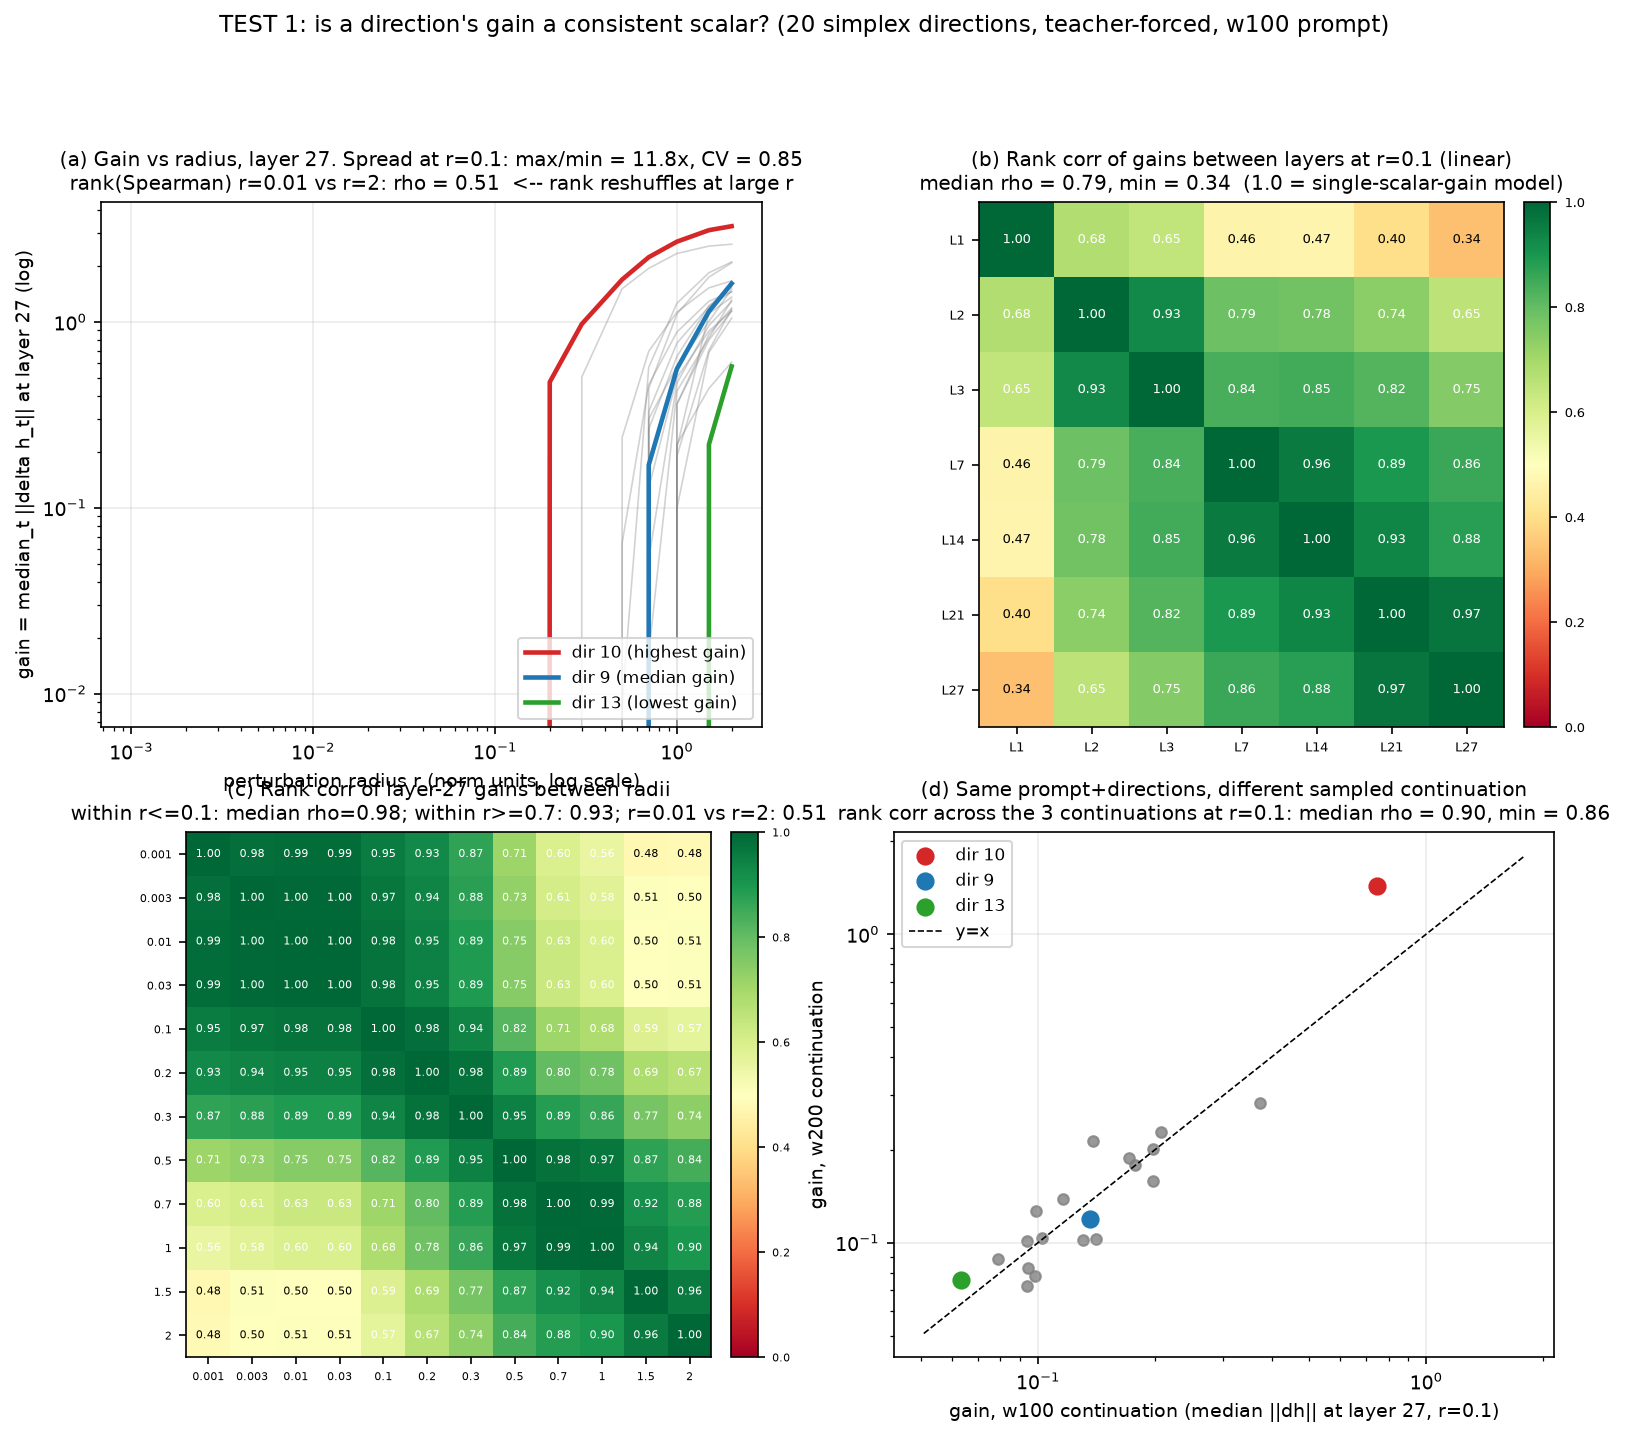 TEST 1: is a direction's gain a consistent scalar? (20 simplex directions, teacher-forced, w100 prompt)
(a) Gain vs radius, layer 27. Spread at r=0.1: max/min = 11.8x, CV = 0.85
rank(Spearman) r=0.01 vs r=2: rho = 0.51  <-- rank reshuffles at large r
gain = median_t ||delta h_t|| at layer 27 (log)
10⁰
10⁻¹
10⁻²
dir 10 (highest gain)
dir 9 (median gain)
dir 13 (lowest gain)
10⁻³ 10⁻² 10⁻¹ 10⁰
perturbation radius r (norm units, log scale)
(b) Rank corr of gains between layers at r=0.1 (linear)
median rho = 0.79, min = 0.34  (1.0 = single-scalar-gain model)
L1 1.00 0.68 0.65 0.46 0.47 0.40 0.34
L2 0.68 1.00 0.93 0.79 0.78 0.74 0.65
L3 0.65 0.93 1.00 0.84 0.85 0.82 0.75
L7 0.46 0.79 0.84 1.00 0.96 0.89 0.86
L14 0.47 0.78 0.85 0.96 1.00 0.93 0.88
L21 0.40 0.74 0.82 0.89 0.93 1.00 0.97
L27 0.34 0.65 0.75 0.86 0.88 0.97 1.00
L1 L2 L3 L7 L14 L21 L27
1.0
0.8
0.6
0.4
0.2
0.0
(c) Rank corr of layer-27 gains between radii
within r<=0.1: median rho=0.98; within r>=0.7: 0.93; r=0.01 vs r=2: 0.51
0.001 1.00 0.98 0.99 0.99 0.95 0.93 0.87 0.71 0.60 0.56 0.48 0.48
0.003 0.98 1.00 1.00 1.00 0.97 0.94 0.88 0.73 0.61 0.58 0.51 0.50
0.01 0.99 1.00 1.00 1.00 0.98 0.95 0.89 0.75 0.63 0.60 0.50 0.51
0.03 0.99 1.00 1.00 1.00 0.98 0.95 0.89 0.75 0.63 0.60 0.50 0.51
0.1 0.95 0.97 0.98 0.98 1.00 0.98 0.94 0.82 0.71 0.68 0.59 0.57
0.2 0.93 0.94 0.95 0.95 0.98 1.00 0.98 0.89 0.80 0.78 0.69 0.67
0.3 0.87 0.88 0.89 0.89 0.94 0.98 1.00 0.95 0.89 0.86 0.77 0.74
0.5 0.71 0.73 0.75 0.75 0.82 0.89 0.95 1.00 0.98 0.97 0.87 0.84
0.7 0.60 0.61 0.63 0.63 0.71 0.80 0.89 0.98 1.00 0.99 0.92 0.88
1 0.56 0.58 0.60 0.60 0.68 0.78 0.86 0.97 0.99 1.00 0.94 0.90
1.5 0.48 0.51 0.50 0.50 0.59 0.69 0.77 0.87 0.92 0.94 1.00 0.96
2 0.48 0.50 0.51 0.51 0.57 0.67 0.74 0.84 0.88 0.90 0.96 1.00
0.001 0.003 0.01 0.03 0.1 0.2 0.3 0.5 0.7 1 1.5 2
1.0
0.8
0.6
0.4
0.2
0.0
(d) Same prompt+directions, different sampled continuation
rank corr across the 3 continuations at r=0.1: median rho = 0.90, min = 0.86
gain, w200 continuation
10⁰
10⁻¹
dir 10
dir 9
dir 13
y=x
10⁻¹ 10⁰
gain, w100 continuation (median ||dh|| at layer 27, r=0.1)